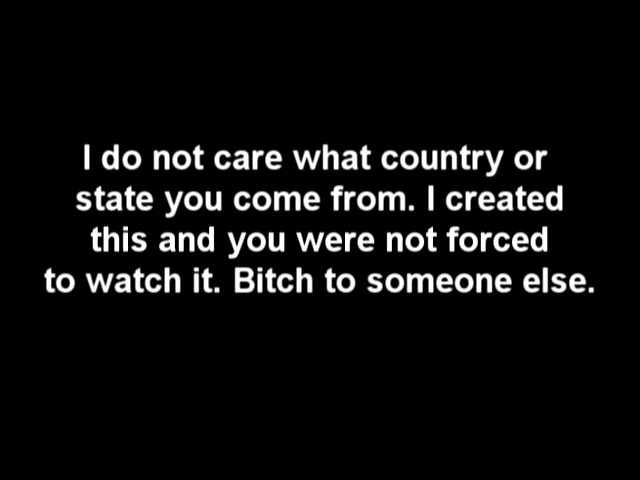 I do not care what country or
state you come from. I created
this and you were not forced
to watch it. Bitch to someone else.